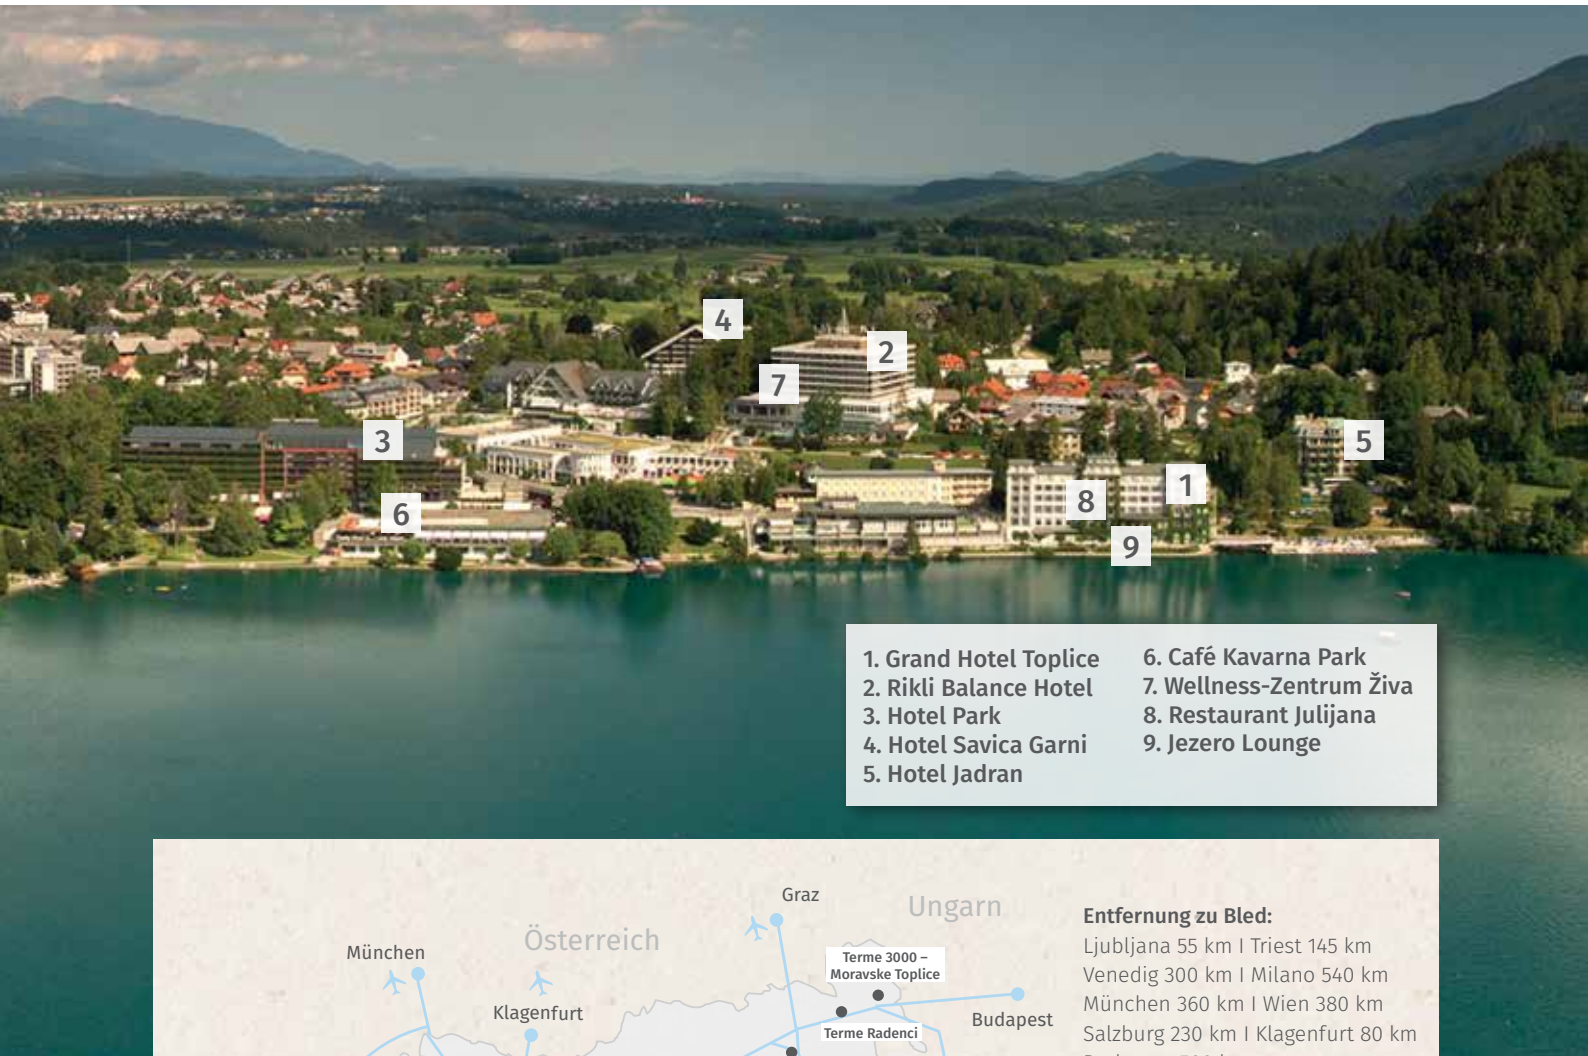 4
2
7
3
5
1
8
6
9
1. Grand Hotel Toplice
2. Rikli Balance Hotel
3. Hotel Park
4. Hotel Savica Garni
5. Hotel Jadran
6. Café Kavarna Park
7. Wellness-Zentrum Živa
8. Restaurant Julijana
9. Jezero Lounge
Graz
Ungarn
Österreich
München
Terme 3000 –
Moravske Toplice
Klagenfurt
Budapest
Terme Radenci
Entfernung zu Bled:
Ljubljana 55 km I Triest 145 km
Venedig 300 km I Milano 540 km
München 360 km I Wien 380 km
Salzburg 230 km I Klagenfurt 80 km